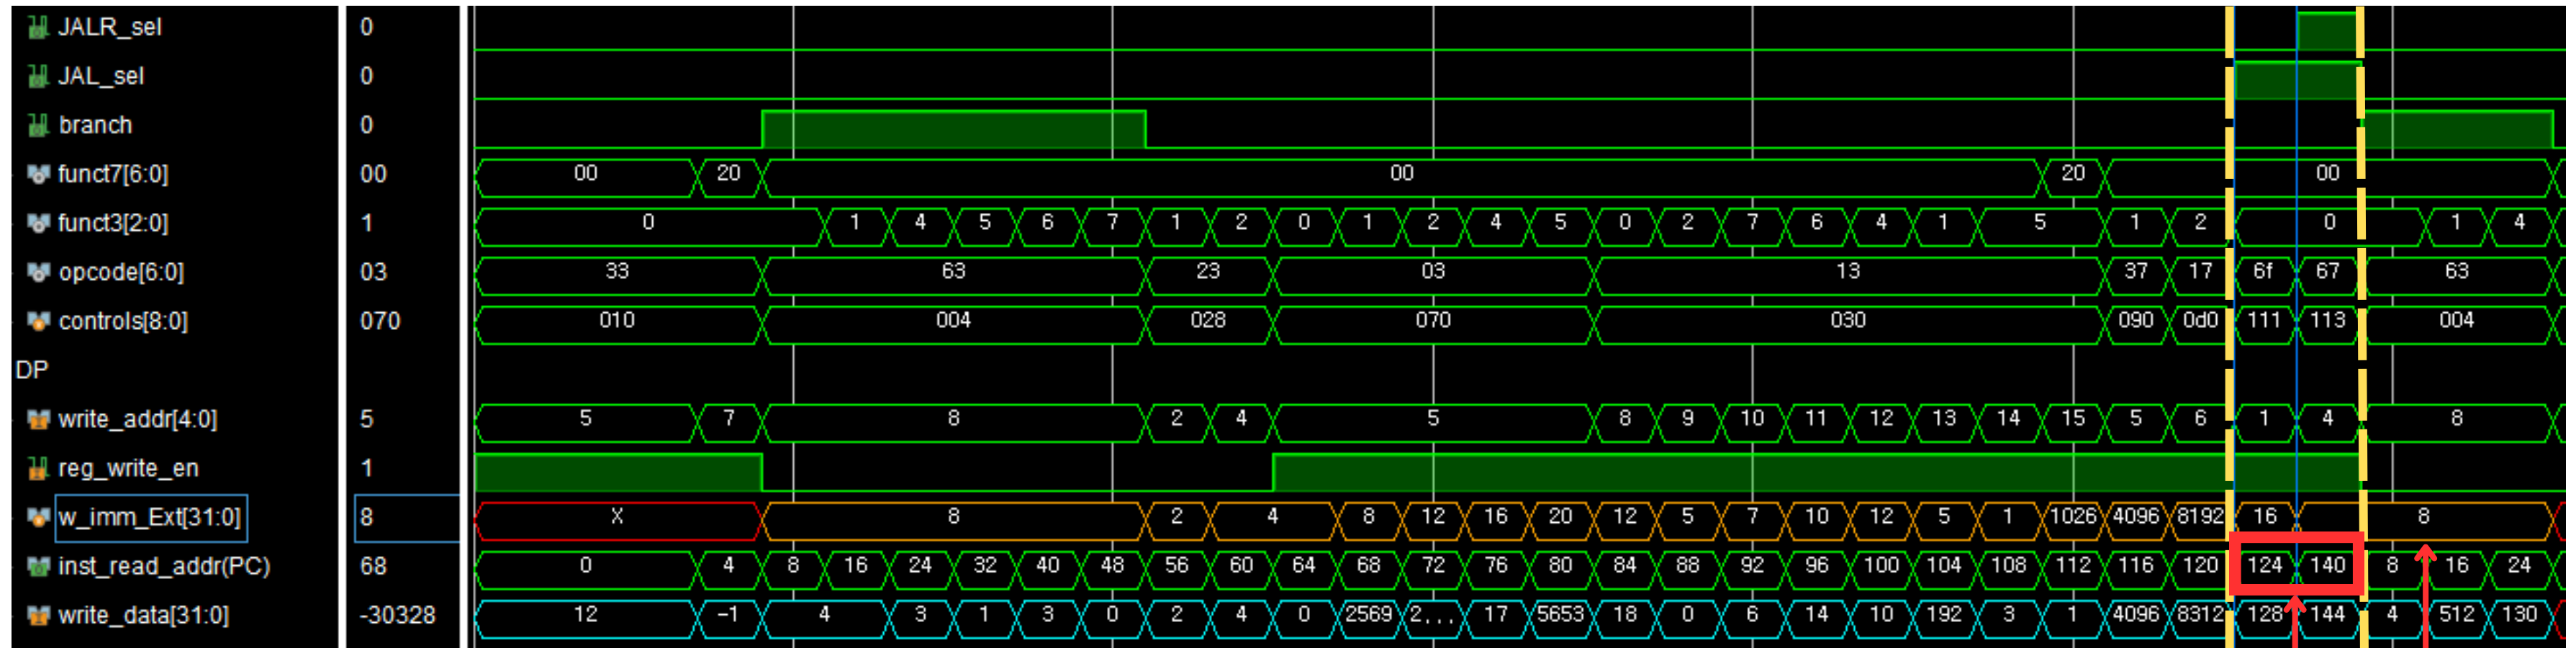 JALR_sel 0
JAL_sel 0
branch 0
funct7[6:0] 00 00 20 00 20 00
funct3[2:0] 1 0 1 4 5 6 7 1 2 0 1 2 4 5 0 2 7 6 4 1 5 1 2 0 1 4
opcode[6:0] 03 33 63 23 03 13 37 17 6f 67 63
controls[8:0] 070 010 004 028 070 030 090 0d0 111 113 004
DP
write_addr[4:0] 5 5 7 8 2 4 5 8 9 10 11 12 13 14 15 5 6 1 4 8
reg_write_en 1
w_imm_Ext[31:0] 8 X 8 2 4 8 12 16 20 12 5 7 10 12 5 1 1026 4096 8192 16 8
inst_read_addr(PC) 68 0 4 8 16 24 32 40 48 56 60 64 68 72 76 80 84 88 92 96 100 104 108 112 116 120 124 140 8 16 24
write_data[31:0] -30328 12 -1 4 3 1 3 0 2 4 0 2569 2... 17 5653 18 0 6 14 10 192 3 1 4096 8312 128 144 4 512 130